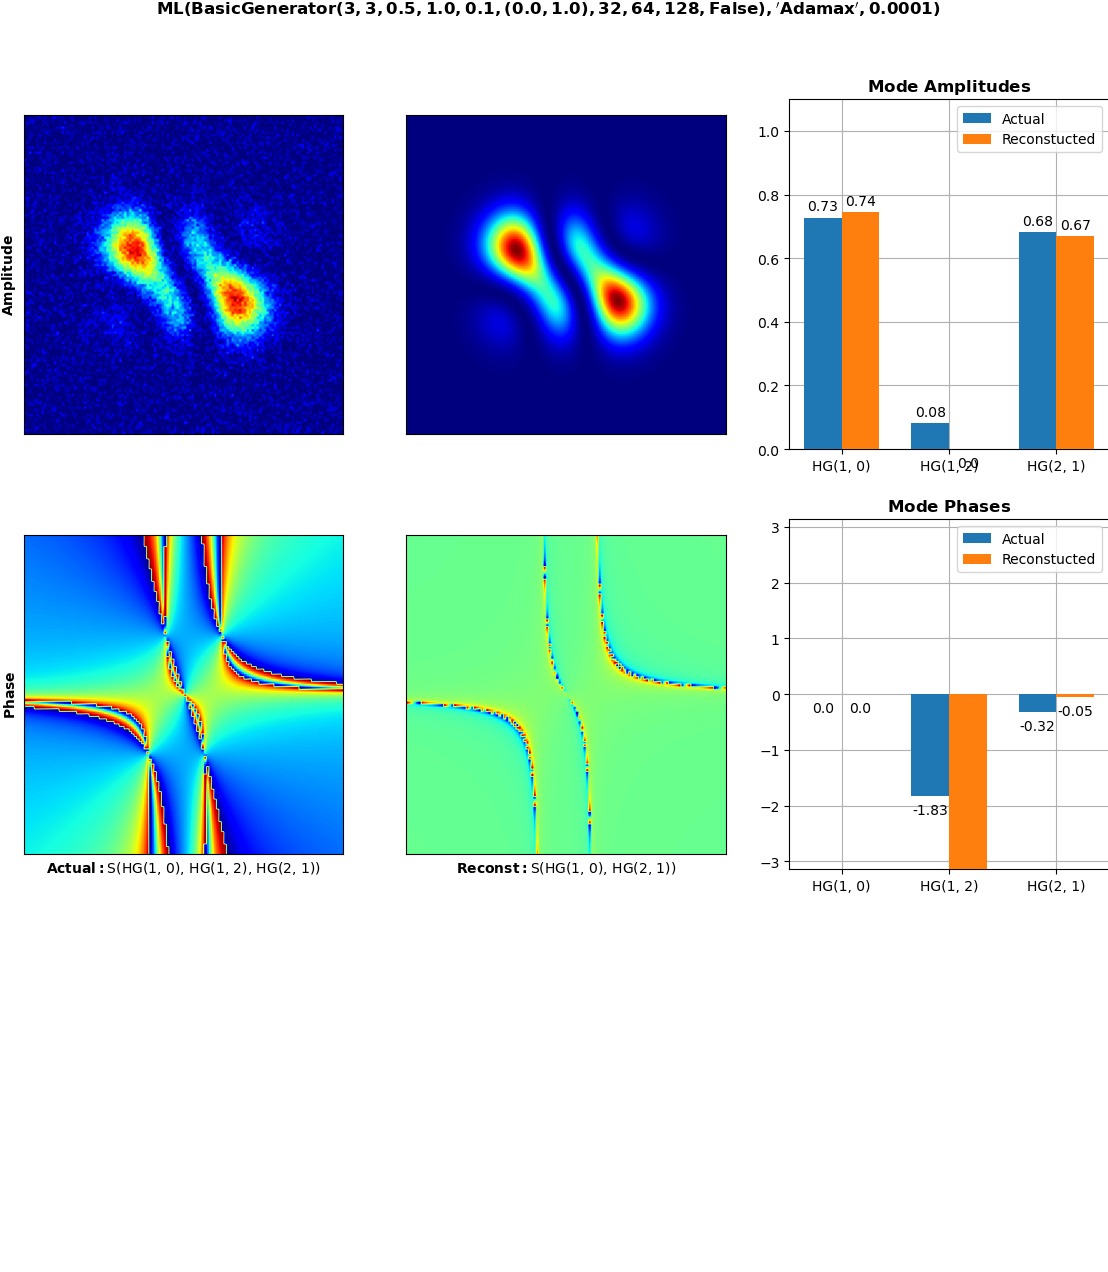 ML(BasicGenerator(3, 3, 0.5, 1.0, 0.1, (0.0, 1.0), 32, 64, 128, False), ′Adamax′, 0.0001)
Amplitude
Mode Amplitudes
Actual
Reconstucted
1.0
0.8
0.6
0.4
0.2
0.0
0.73
0.74
0.08
0.0
0.68
0.67
HG(1, 0)
HG(1, 2)
HG(2, 1)
Phase
Actual: S(HG(1, 0), HG(1, 2), HG(2, 1))
Reconst: S(HG(1, 0), HG(2, 1))
Mode Phases
Actual
Reconstucted
3
2
1
0
−1
−2
−3
0.0
0.0
-1.83
-0.32
-0.05
HG(1, 0)
HG(1, 2)
HG(2, 1)